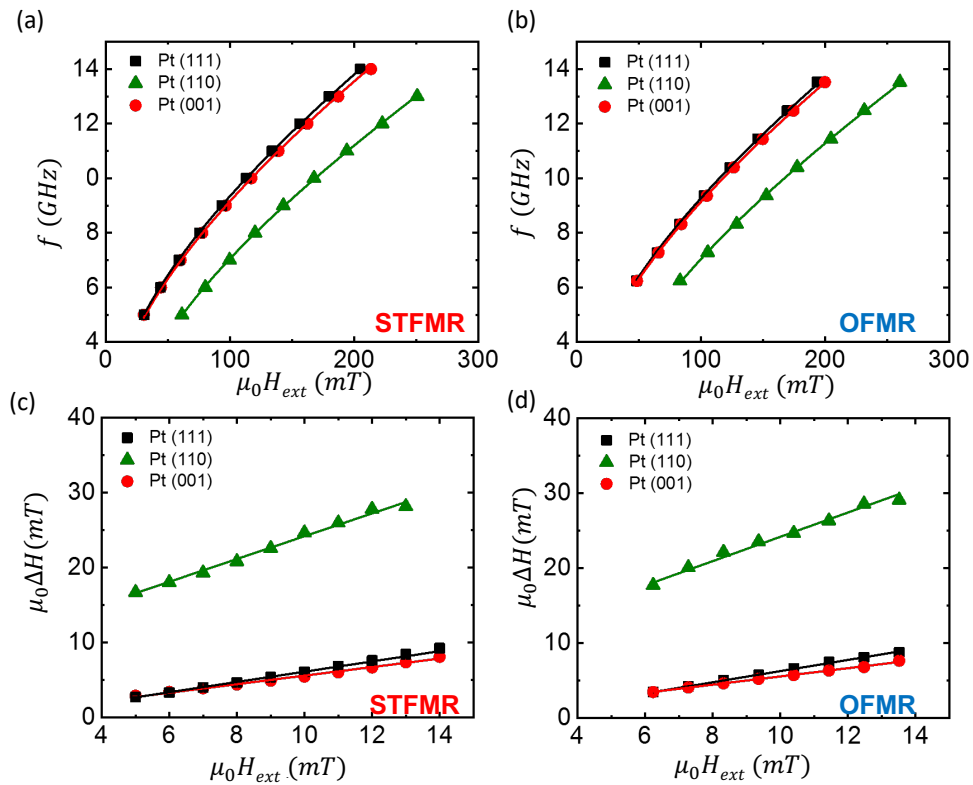 (a)
(b)
14
12
0
8
6
4
f (GHz)
Pt (111)
Pt (110)
Pt (001)
STFMR
0 100 200 300
μ₀Hₑₓₜ (mT)
14
12
10
8
6
4
f (GHz)
Pt (111)
Pt (110)
Pt (001)
OFMR
0 100 200 300
μ₀Hₑₓₜ (mT)
(c)
(d)
40
30
20
10
0
μ₀ΔH (mT)
Pt (111)
Pt (110)
Pt (001)
STFMR
4 6 8 10 12 14
μ₀Hₑₓₜ (mT)
40
30
20
10
0
μ₀ΔH (mT)
Pt (111)
Pt (110)
Pt (001)
OFMR
4 6 8 10 12 14
μ₀Hₑₓₜ (mT)